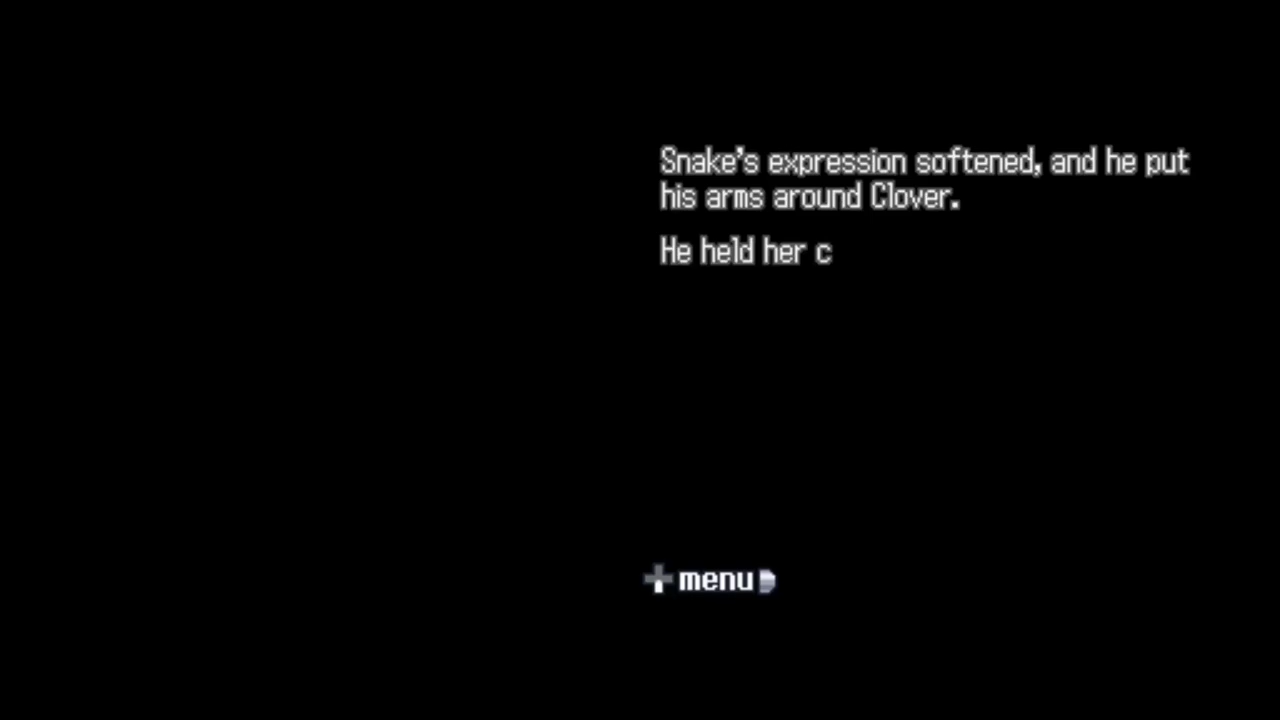 Snake's expression softened, and he put
his arms around Clover.
He held her c
menu